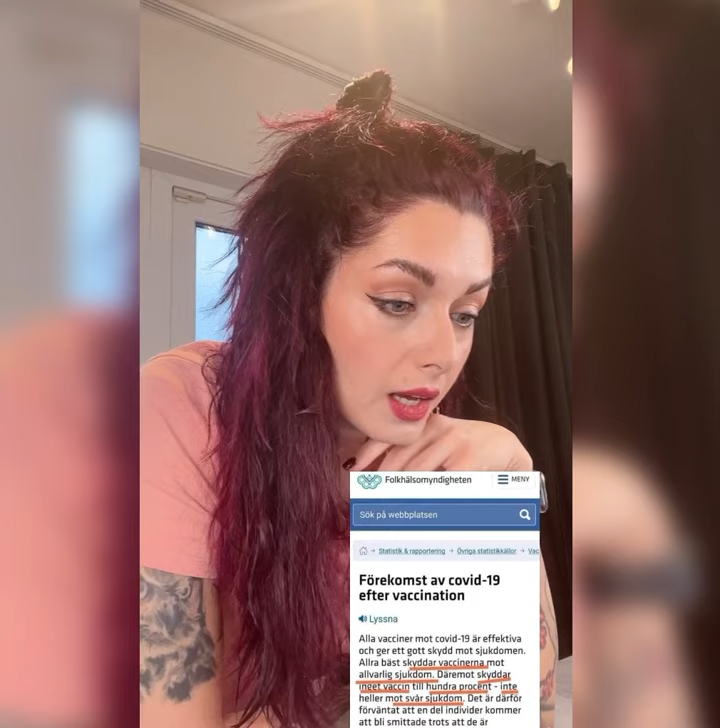 Folkhälsomyndigheten
MENY
Sök på webbplatsen
Statistik & rapportering → Övriga statistikkällor → Vac
Förekomst av covid-19
efter vaccination
Lyssna
Alla vacciner mot covid-19 är effektiva
och ger ett gott skydd mot sjukdomen.
Allra bäst skyddar vaccinerna mot
allvarlig sjukdom. Däremot skyddar
inget vaccin till hundra procent - inte
heller mot svår sjukdom. Det är därför
förväntat att en del individer kommer
att bli smittade trots att de är